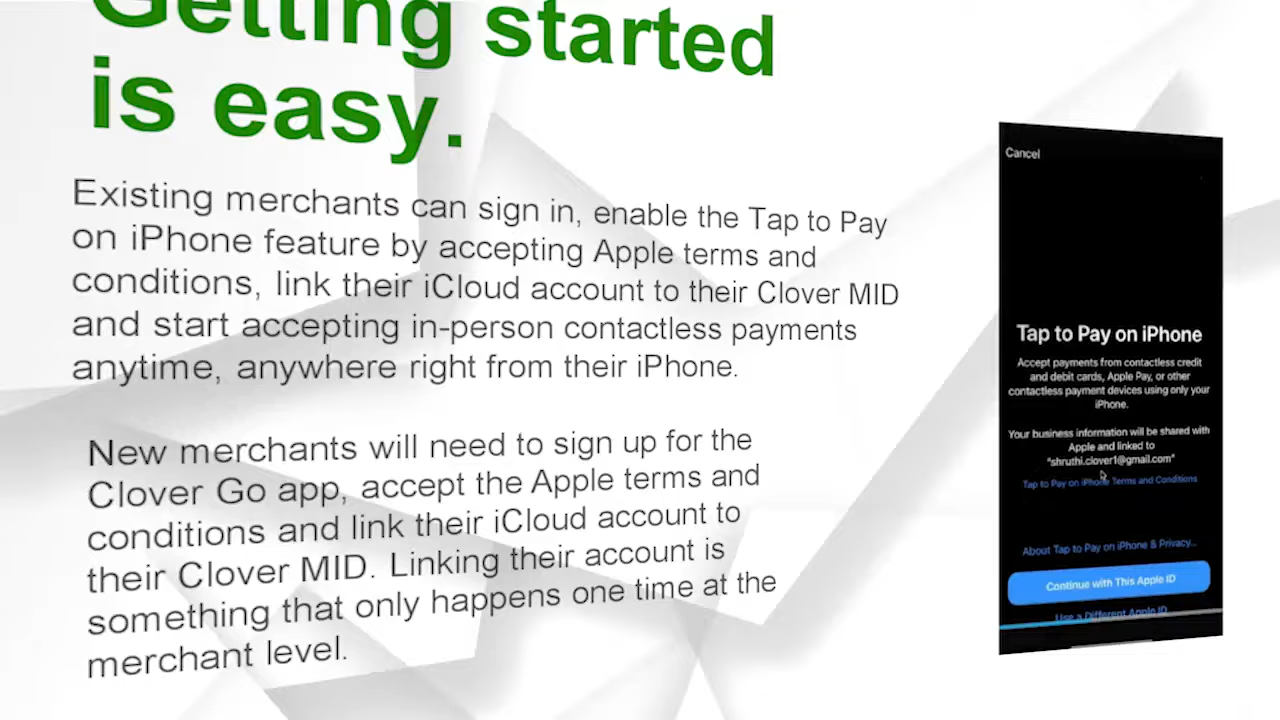 Getting started
is easy.
Existing merchants can sign in, enable the Tap to Pay
on iPhone feature by accepting Apple terms and
conditions, link their iCloud account to their Clover MID
and start accepting in-person contactless payments
anytime, anywhere right from their iPhone.
New merchants will need to sign up for the
Clover Go app, accept the Apple terms and
conditions and link their iCloud account to
their Clover MID. Linking their account is
something that only happens one time at the
merchant level.
Cancel
Tap to Pay on iPhone
Accept payments from contactless credit
and debit cards, Apple Pay, or other
contactless payment devices using only your
iPhone.
Your business information will be shared with
Apple and linked to
"shruthi.clover1@gmail.com"
Tap to Pay on iPhone Terms and Conditions
About Tap to Pay on iPhone & Privacy...
Continue with This Apple ID
Use a Different Apple ID